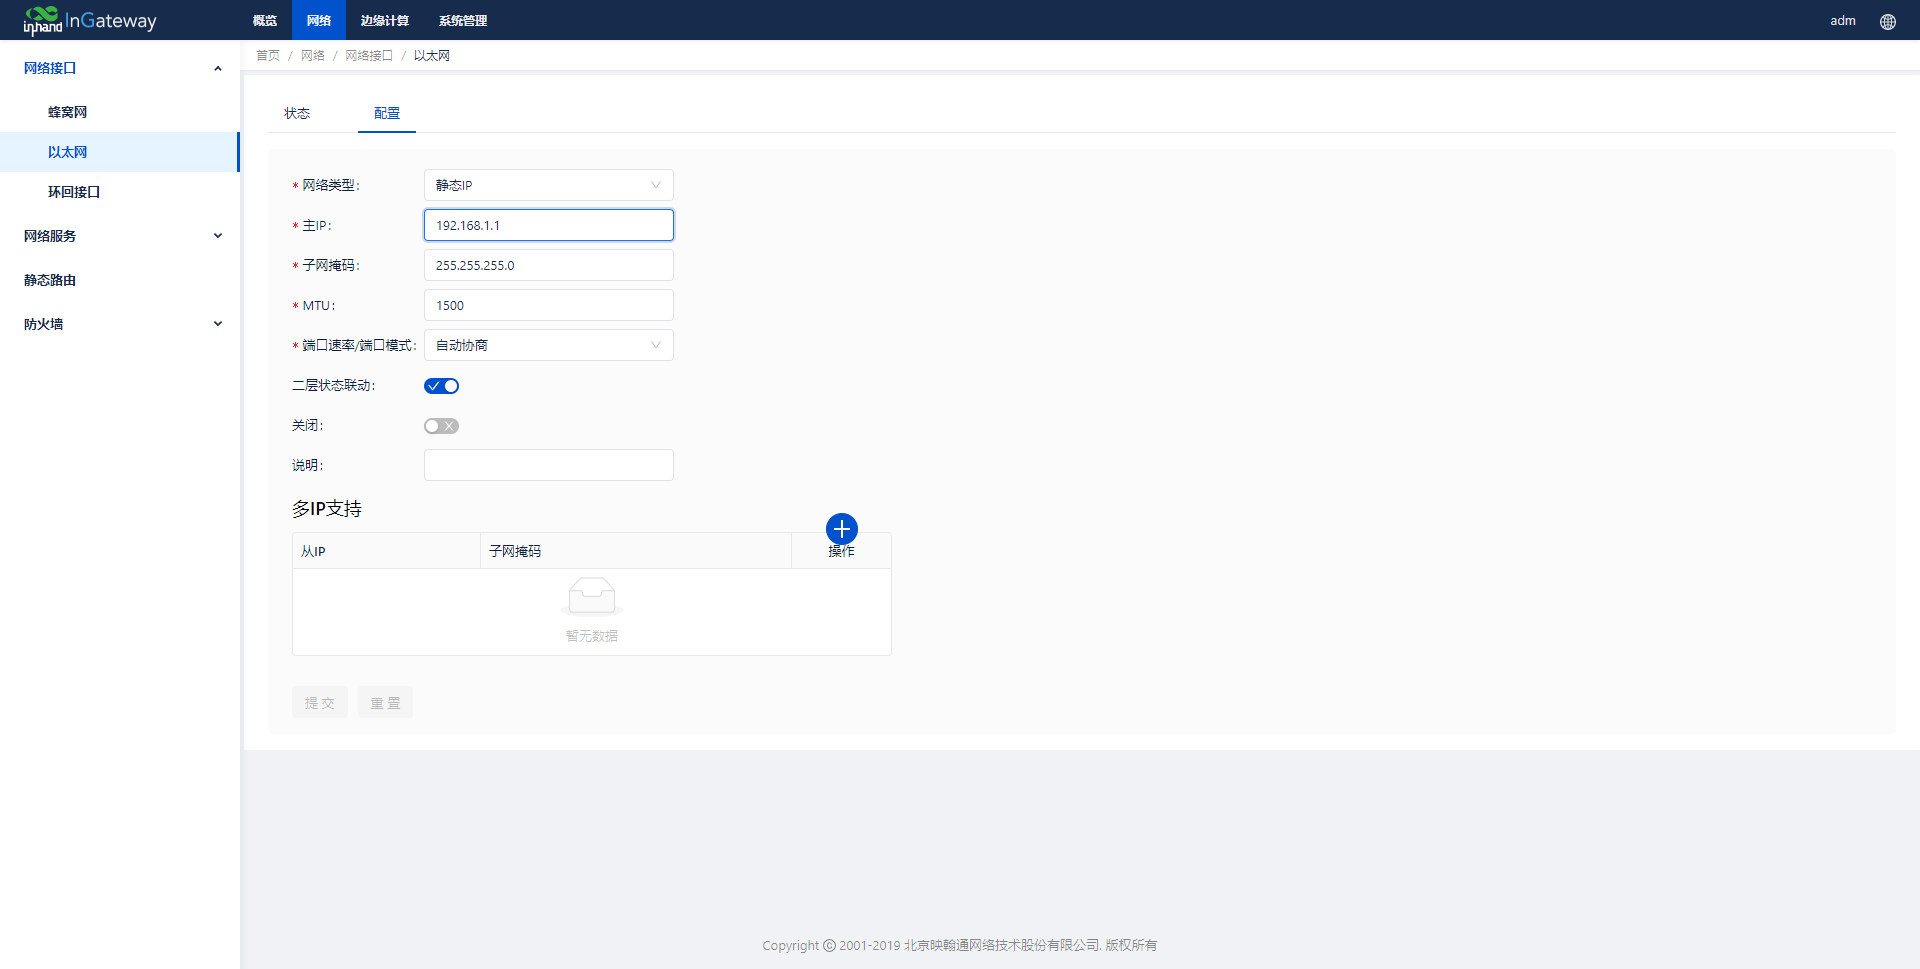 inhand InGateway
概览 网络 边缘计算 系统管理
adm
网络接口
蜂窝网
以太网
环回接口
网络服务
静态路由
防火墙
首页 / 网络 / 网络接口 / 以太网
状态 配置
* 网络类型: 静态IP
* 主IP: 192.168.1.1
* 子网掩码: 255.255.255.0
* MTU: 1500
* 端口速率/端口模式: 自动协商
二层状态联动:
关闭:
说明:
多IP支持
从IP 子网掩码 操作
暂无数据
提 交 重 置
Copyright © 2001-2019 北京映翰通网络技术股份有限公司. 版权所有